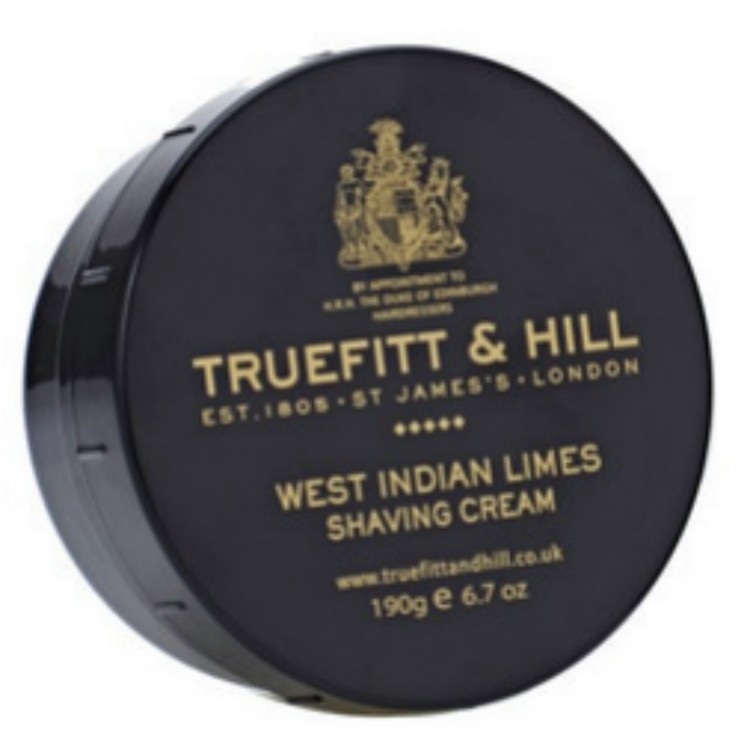 BY APPOINTMENT TO
H.R.H. THE DUKE OF EDINBURGH
HAIRDRESSERS
TRUEFITT & HILL
EST.1805 · ST JAMES'S · LONDON
WEST INDIAN LIMES
SHAVING CREAM
www.truefittandhill.co.uk
190g e 6.7 oz